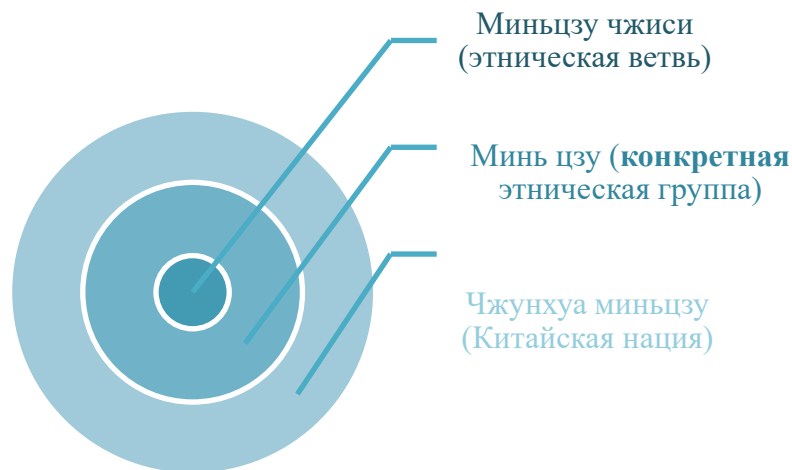 Миньцзу чжиси
(этническая ветвь)
Минь цзу (конкретная
этническая группа)
Чжунхуа миньцзу
(Китайская нация)